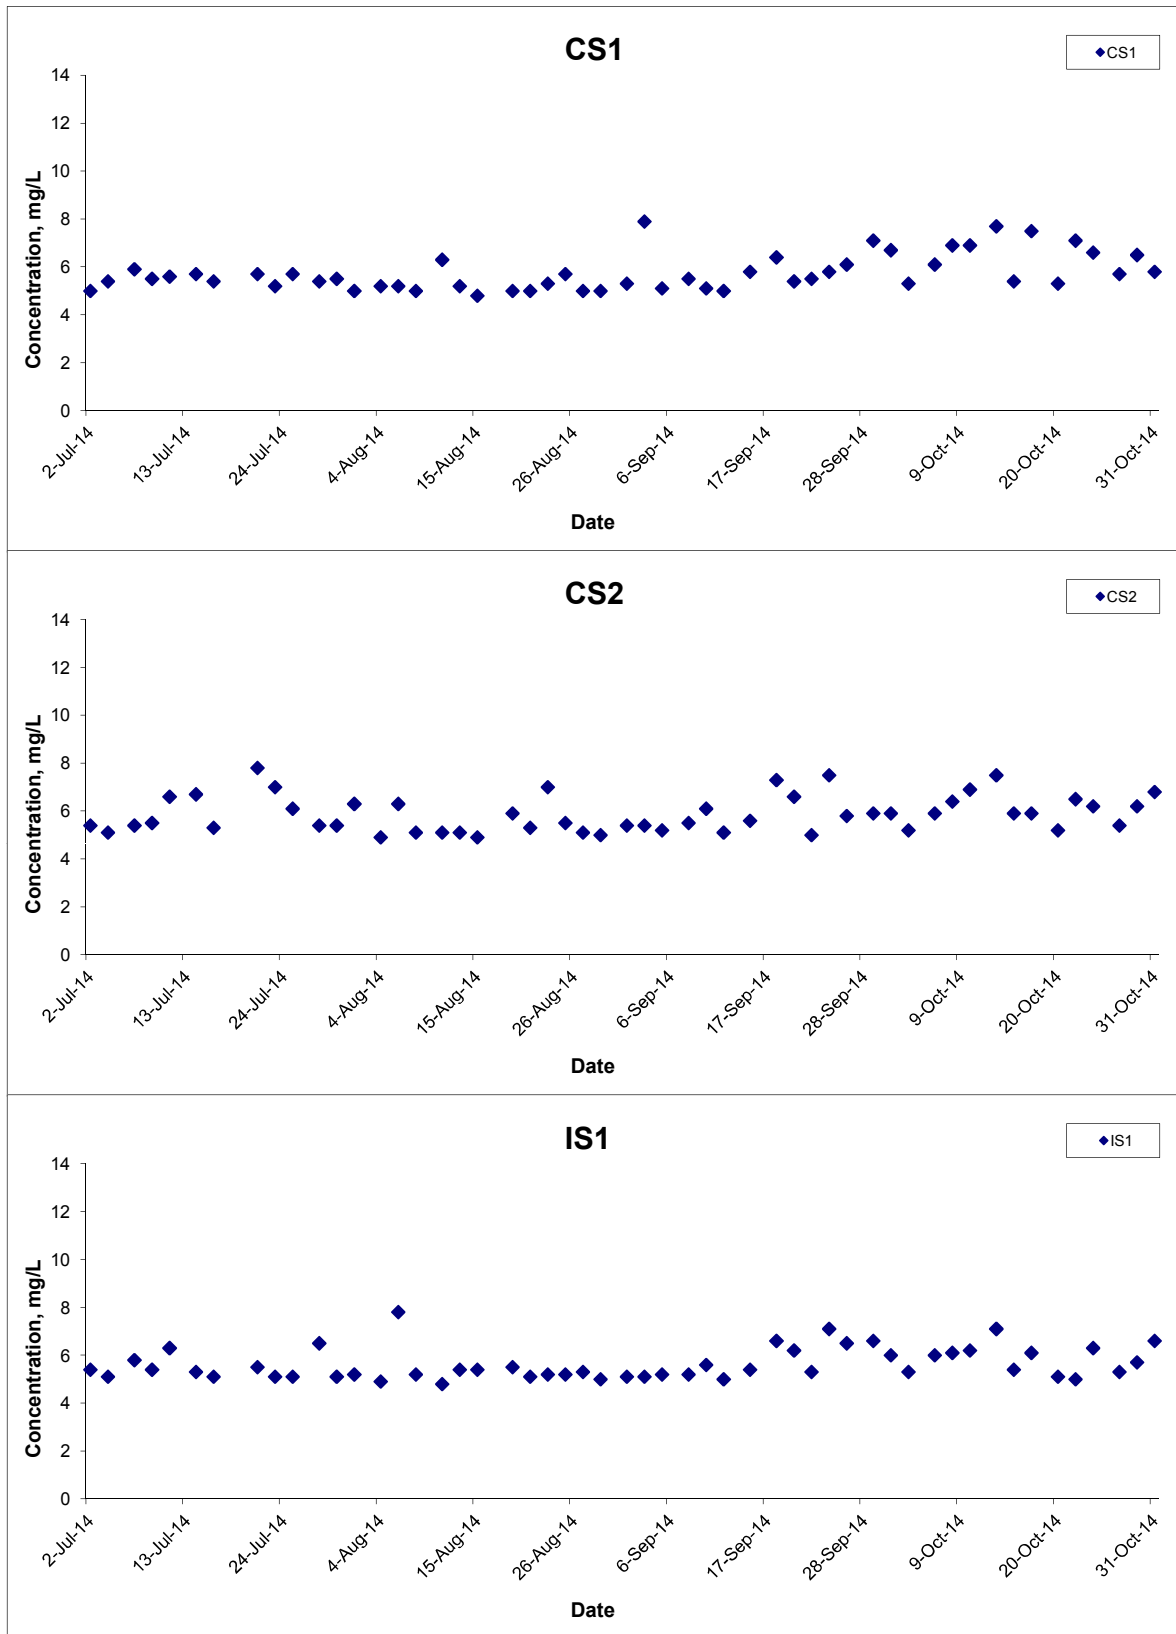 CS1
CS1
14
12
10
8
6
4
2
0
Concentration, mg/L
2-Jul-14
13-Jul-14
24-Jul-14
4-Aug-14
15-Aug-14
26-Aug-14
6-Sep-14
17-Sep-14
28-Sep-14
9-Oct-14
20-Oct-14
31-Oct-14
Date
CS2
CS2
14
12
10
8
6
4
2
0
Concentration, mg/L
2-Jul-14
13-Jul-14
24-Jul-14
4-Aug-14
15-Aug-14
26-Aug-14
6-Sep-14
17-Sep-14
28-Sep-14
9-Oct-14
20-Oct-14
31-Oct-14
Date
IS1
IS1
14
12
10
8
6
4
2
0
Concentration, mg/L
2-Jul-14
13-Jul-14
24-Jul-14
4-Aug-14
15-Aug-14
26-Aug-14
6-Sep-14
17-Sep-14
28-Sep-14
9-Oct-14
20-Oct-14
31-Oct-14
Date